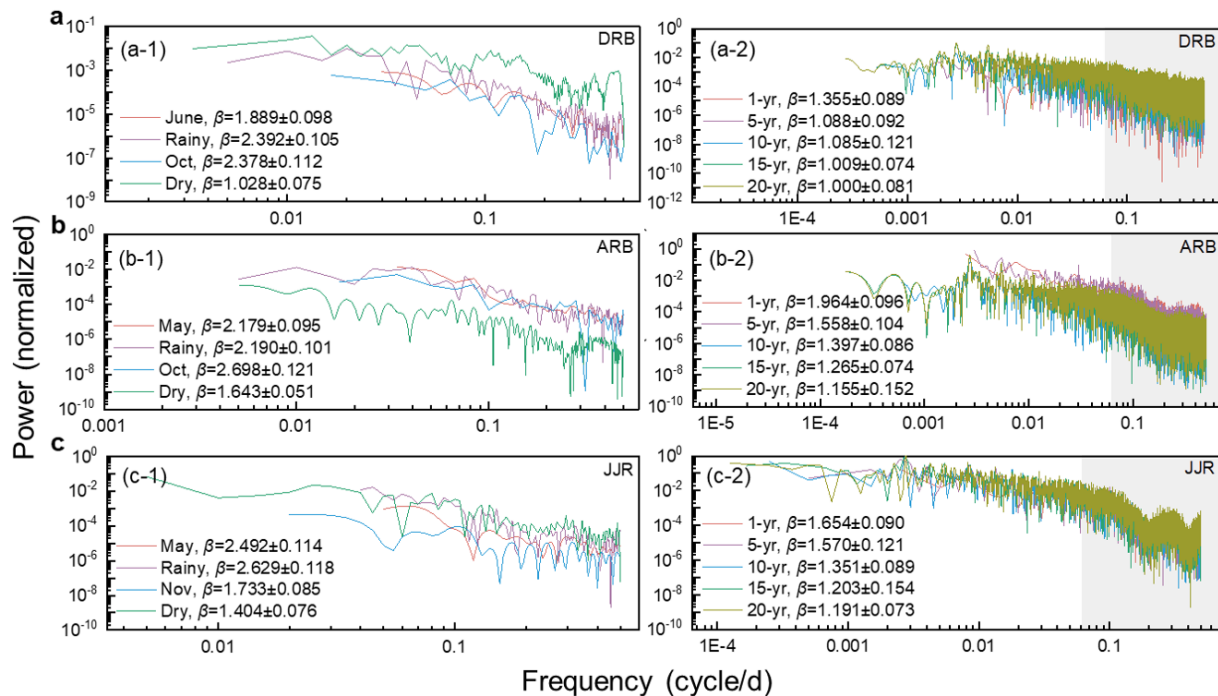 a
(a-1)
DRB
10^-1
10^-3
10^-5
10^-7
10^-9
June, β=1.889±0.098
Rainy, β=2.392±0.105
Oct, β=2.378±0.112
Dry, β=1.028±0.075
0.01
0.1
(a-2)
DRB
10^2
10^0
10^-2
10^-4
10^-6
10^-8
10^-10
10^-12
1-yr, β=1.355±0.089
5-yr, β=1.088±0.092
10-yr, β=1.085±0.121
15-yr, β=1.009±0.074
20-yr, β=1.000±0.081
1E-4
0.001
0.01
0.1
b
(b-1)
ARB
10^0
10^-2
10^-4
10^-6
10^-8
10^-10
May, β=2.179±0.095
Rainy, β=2.190±0.101
Oct, β=2.698±0.121
Dry, β=1.643±0.051
0.001
0.01
0.1
(b-2)
ARB
10^2
10^0
10^-2
10^-4
10^-6
10^-8
10^-10
1-yr, β=1.964±0.096
5-yr, β=1.558±0.104
10-yr, β=1.397±0.086
15-yr, β=1.265±0.074
20-yr, β=1.155±0.152
1E-5
1E-4
0.001
0.01
0.1
c
(c-1)
JJR
10^0
10^-2
10^-4
10^-6
10^-8
10^-10
May, β=2.492±0.114
Rainy, β=2.629±0.118
Nov, β=1.733±0.085
Dry, β=1.404±0.076
0.01
0.1
(c-2)
JJR
10^0
10^-2
10^-4
10^-6
10^-8
10^-10
1-yr, β=1.654±0.090
5-yr, β=1.570±0.121
10-yr, β=1.351±0.089
15-yr, β=1.203±0.154
20-yr, β=1.191±0.073
1E-4
0.001
0.01
0.1
Power (normalized)
Frequency (cycle/d)